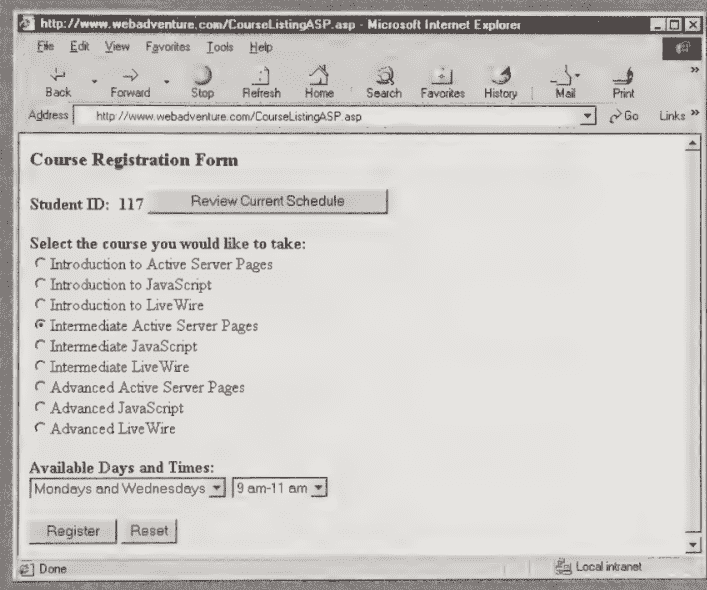 http://www.webadventure.com/CourseListingASP.asp - Microsoft Internet Explorer
File Edit View Favorites Tools Help
Back Forward Stop Refresh Home Search Favorites History Mail Print »
Address http://www.webadventure.com/CourseListingASP.asp Go Links »
Course Registration Form
Student ID: 117 Review Current Schedule
Select the course you would like to take:
Introduction to Active Server Pages
Introduction to JavaScript
Introduction to LiveWire
Intermediate Active Server Pages
Intermediate JavaScript
Intermediate LiveWire
Advanced Active Server Pages
Advanced JavaScript
Advanced LiveWire
Available Days and Times:
Mondays and Wednesdays 9 am-11 am
Register Reset
Done Local intranet